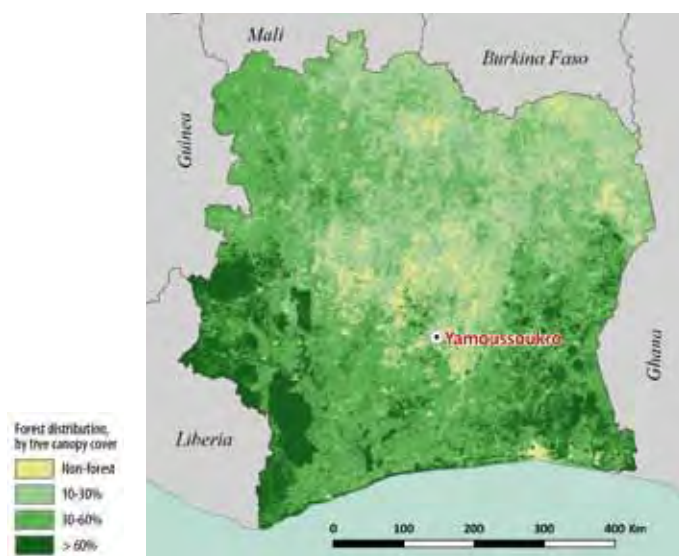 Mali
Burkina Faso
Guinea
Yamoussoukro
Ghana
Liberia
Forest distribution,
by tree canopy cover
Non-forest
10-30%
30-60%
> 60%
0 100 200 300 400 Km